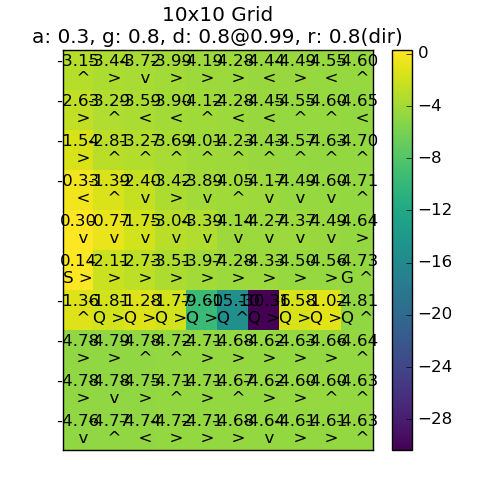 10x10 Grid
a: 0.3, g: 0.8, d: 0.8@0.99, r: 0.8(dir)
-3.15 -3.44 -3.72 -3.99 -4.19 -4.28 -4.44 -4.49 -4.55 -4.60
^ > v > > > < > < ^
-2.63 -3.29 -3.59 -3.90 -4.12 -4.28 -4.45 -4.55 -4.60 -4.65
> ^ < < ^ < < ^ ^ <
-1.54 -2.81 -3.27 -3.69 -4.01 -4.23 -4.43 -4.57 -4.63 -4.70
> ^ ^ ^ ^ ^ ^ ^ ^ ^
-0.33 -1.39 -2.40 -3.42 -3.89 -4.05 -4.17 -4.49 -4.60 -4.71
< ^ v > v ^ v ^ v ^
0.30 -0.77 -1.75 -3.04 -3.39 -4.14 -4.27 -4.37 -4.49 -4.64
v v v v v v v v v >
0.14 -2.11 -2.73 -3.51 -3.97 -4.28 -4.33 -4.50 -4.56 -4.73
S > > > > > > > > > G ^
-1.36 -1.81 -1.28 -1.77 -9.60 -1.58 -1.02 -4.81
^ Q > Q > Q > Q > Q ^ Q > Q > Q > Q ^
-4.78 -4.79 -4.78 -4.72 -4.71 -4.68 -4.62 -4.63 -4.66 -4.64
> > ^ ^ > > > > > ^
-4.78 -4.78 -4.75 -4.71 -4.71 -4.67 -4.62 -4.60 -4.60 -4.63
> v > ^ > ^ > > ^ ^
-4.76 -4.77 -4.74 -4.72 -4.71 -4.68 -4.64 -4.61 -4.61 -4.63
v ^ < > > > v > > ^
0
−4
−8
−12
−16
−20
−24
−28